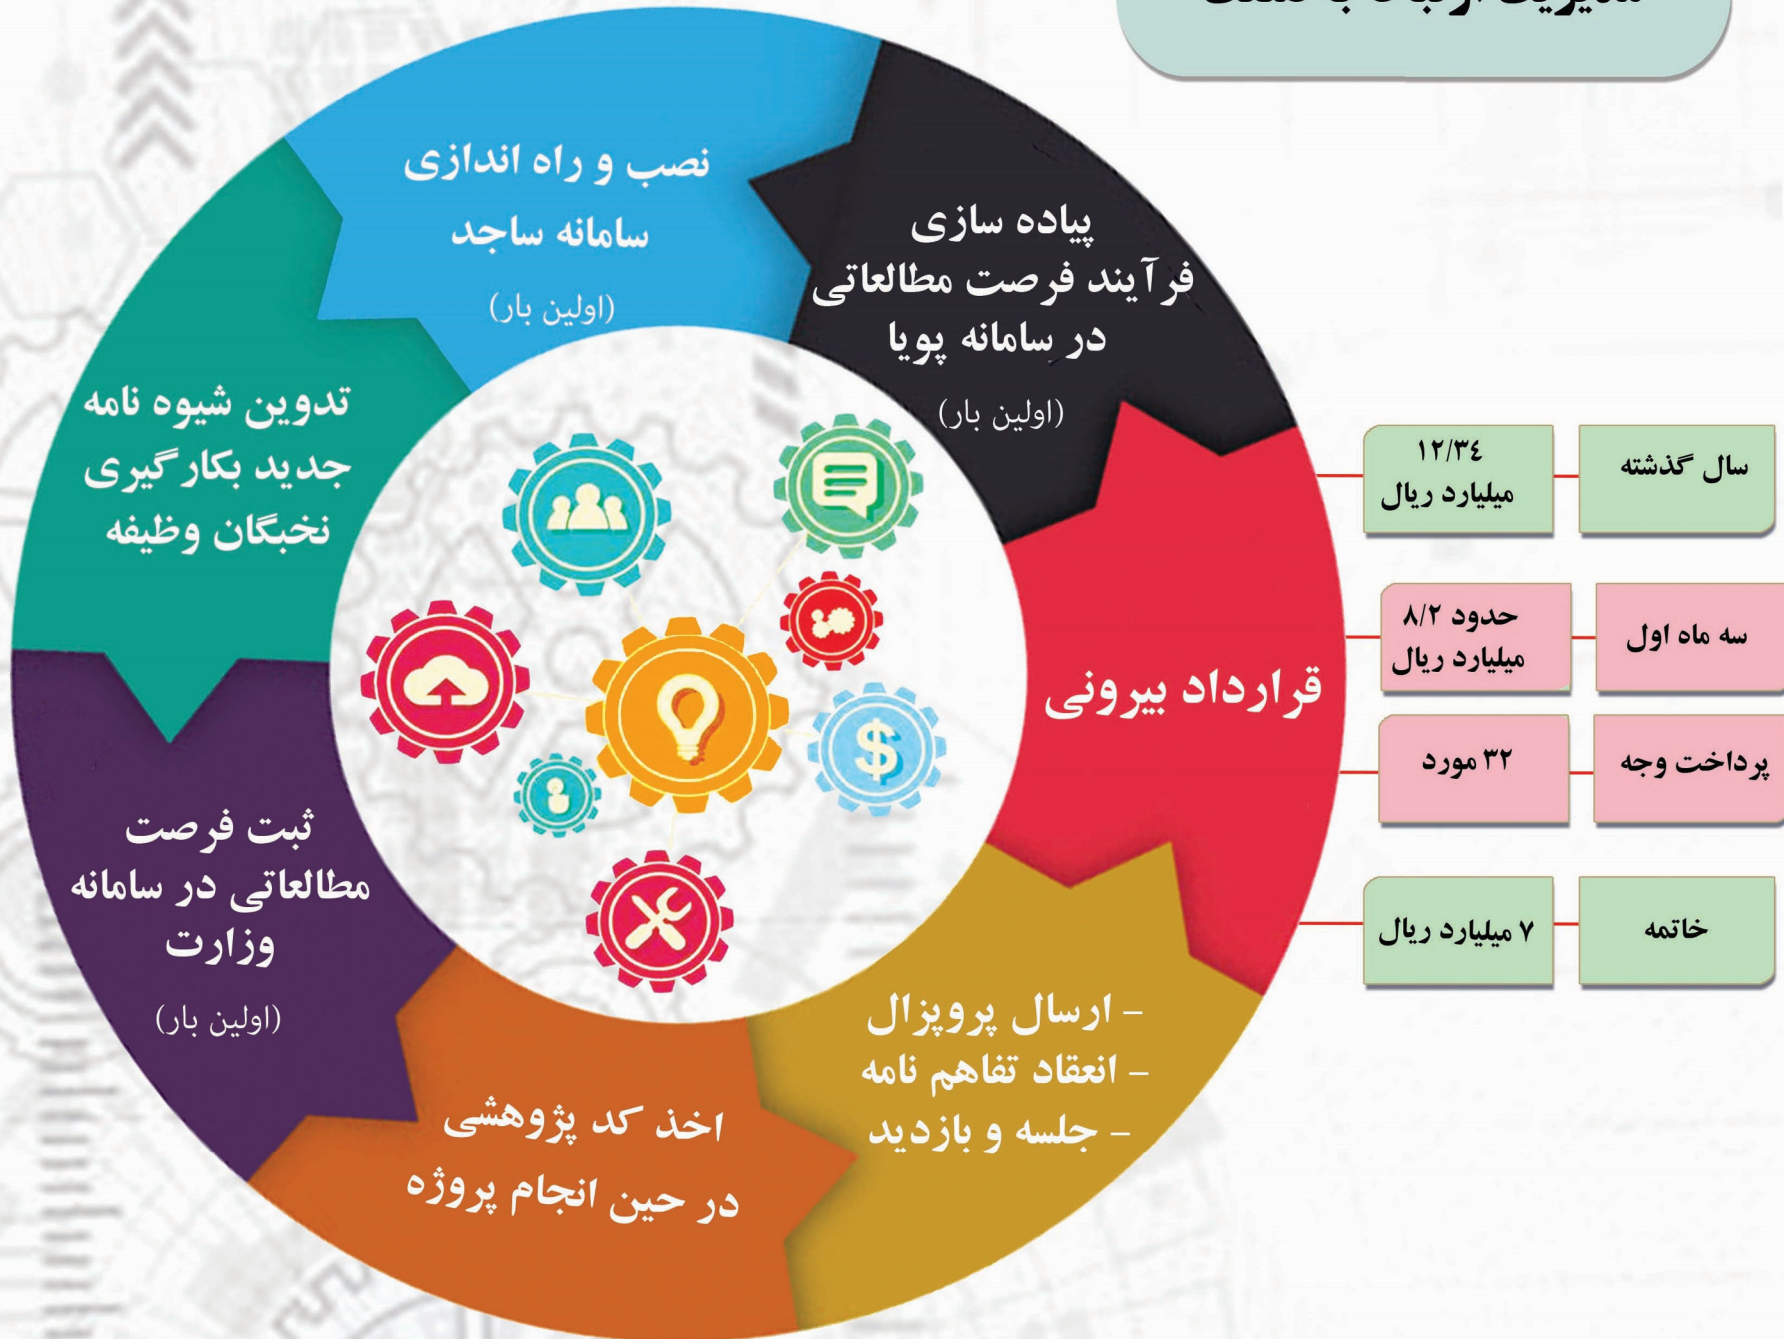 نصب و راه اندازی
سامانه ساجد
(اولین بار)
پیاده سازی
فرآیند فرصت مطالعاتی
در سامانه پویا
(اولین بار)
قرارداد بیرونی
سال گذشته
۱۲/۳٤
میلیارد ریال
سه ماه اول
حدود ۸/۲
میلیارد ریال
پرداخت وجه
۳۲ مورد
خاتمه
۷ میلیارد ریال
- ارسال پروپزال
- انعقاد تفاهم نامه
- جلسه و بازدید
اخذ کد پژوهشی
در حین انجام پروژه
ثبت فرصت
مطالعاتی در سامانه
وزارت
(اولین بار)
تدوین شیوه نامه
جدید بکارگیری
نخبگان وظیفه